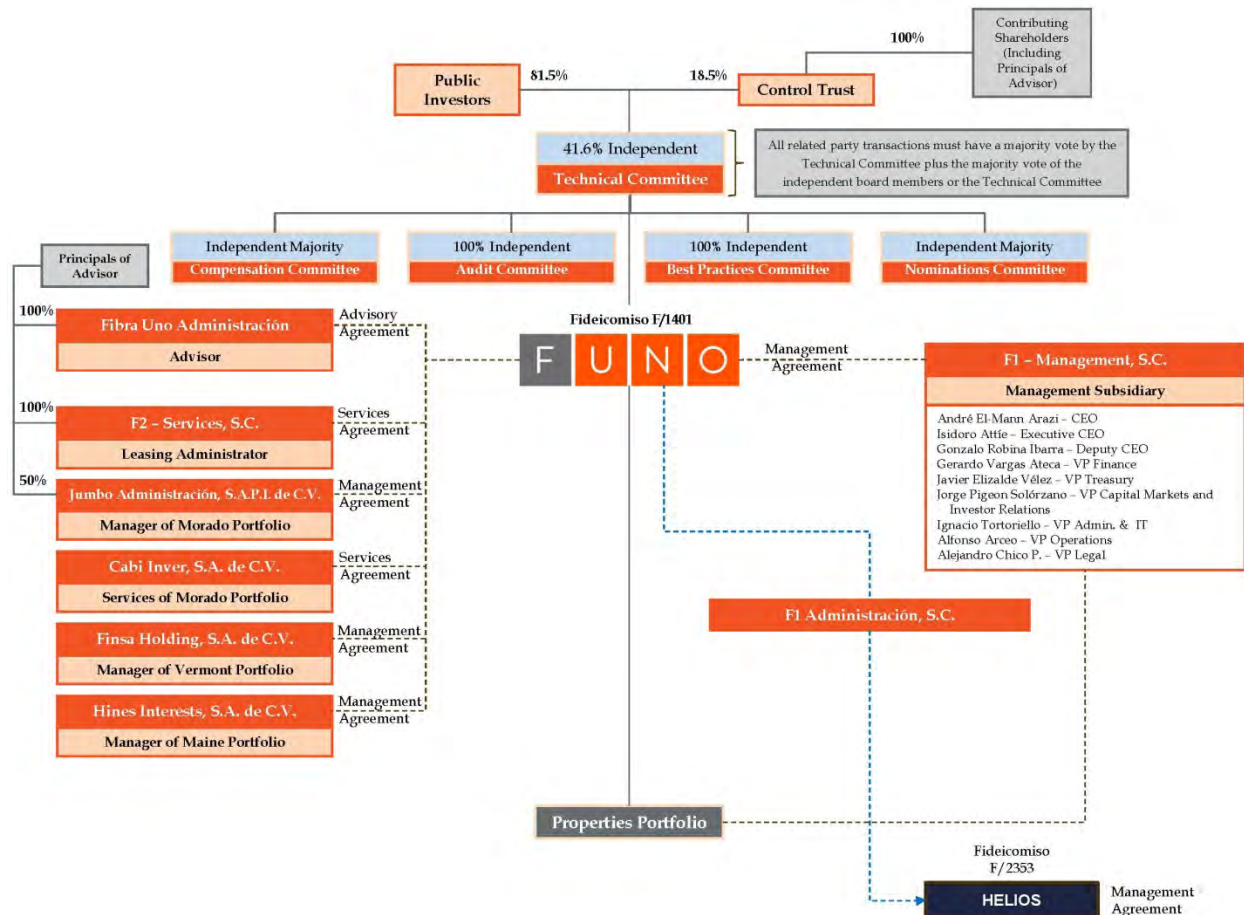 100%
Contributing
Shareholders
(Including
Principals of
Advisor)
Public
Investors
81.5%
18.5%
Control Trust
41.6% Independent
Technical Committee
All related party transactions must have a majority vote by the
Technical Committee plus the majority vote of the
independent board members or the Technical Committee
Independent Majority
Compensation Committee
100% Independent
Audit Committee
100% Independent
Best Practices Committee
Independent Majority
Nominations Committee
Principals of
Advisor
100%
Fibra Uno Administración
Advisor
Advisory
Agreement
100%
F2 – Services, S.C.
Leasing Administrator
Services
Agreement
50%
Jumbo Administración, S.A.P.I. de C.V.
Manager of Morado Portfolio
Management
Agreement
Cabi Inver, S.A. de C.V.
Services of Morado Portfolio
Services
Agreement
Finsa Holding, S.A. de C.V.
Manager of Vermont Portfolio
Management
Agreement
Hines Interests, S.A. de C.V.
Manager of Maine Portfolio
Management
Agreement
Fideicomiso F/1401
FUNO
Management
Agreement
F1 – Management, S.C.
Management Subsidiary
André El-Mann Arazi – CEO
Isidoro Attíe – Executive CEO
Gonzalo Robina Ibarra – Deputy CEO
Gerardo Vargas Ateca – VP Finance
Javier Elizalde Vélez – VP Treasury
Jorge Pigeon Solórzano – VP Capital Markets and
Investor Relations
Ignacio Tortoriello – VP Admin. & IT
Alfonso Arceo – VP Operations
Alejandro Chico P. – VP Legal
F1 Administración, S.C.
Properties Portfolio
Fideicomiso
F/2353
HELIOS
Management
Agreement